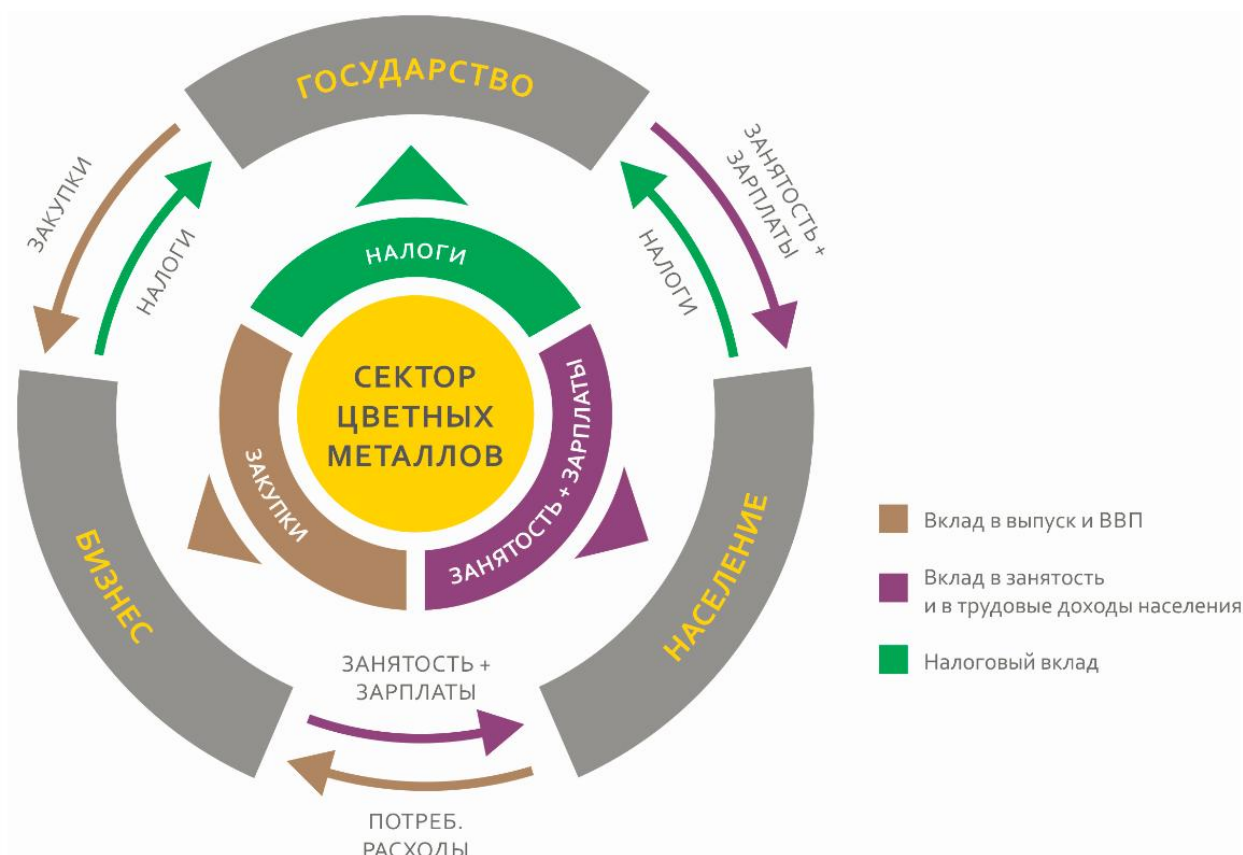 ГОСУДАРСТВО
ЗАКУПКИ
НАЛОГИ
ЗАНЯТОСТЬ +
ЗАРПЛАТЫ
НАЛОГИ
НАЛОГИ
СЕКТОР
ЦВЕТНЫХ
МЕТАЛЛОВ
ЗАКУПКИ
ЗАНЯТОСТЬ + ЗАРПЛАТЫ
БИЗНЕС
НАСЕЛЕНИЕ
ЗАНЯТОСТЬ +
ЗАРПЛАТЫ
ПОТРЕБ.
РАСХОДЫ
Вклад в выпуск и ВВП
Вклад в занятость
и в трудовые доходы населения
Налоговый вклад